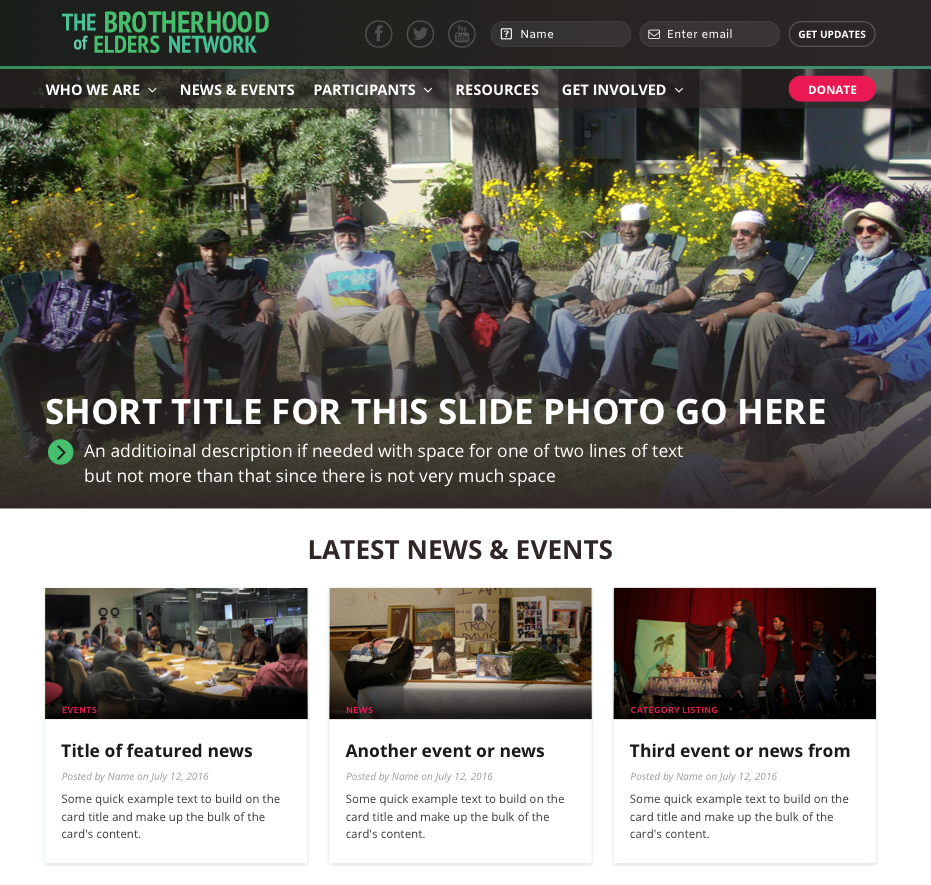 THE BROTHERHOOD
of ELDERS NETWORK
f
You
Tube
Name
Enter email
GET UPDATES
WHO WE ARE
NEWS & EVENTS
PARTICIPANTS
RESOURCES
GET INVOLVED
DONATE
SHORT TITLE FOR THIS SLIDE PHOTO GO HERE
An additioinal description if needed with space for one of two lines of text
but not more than that since there is not very much space
LATEST NEWS & EVENTS
I AM
TROY
DAVIS
EVENTS
Title of featured news
Posted by Name on July 12, 2016
Some quick example text to build on the
card title and make up the bulk of the
card's content.
NEWS
Another event or news
Posted by Name on July 12, 2016
Some quick example text to build on the
card title and make up the bulk of the
card's content.
CATEGORY LISTING
Third event or news from
Posted by Name on July 12, 2016
Some quick example text to build on the
card title and make up the bulk of the
card's content.